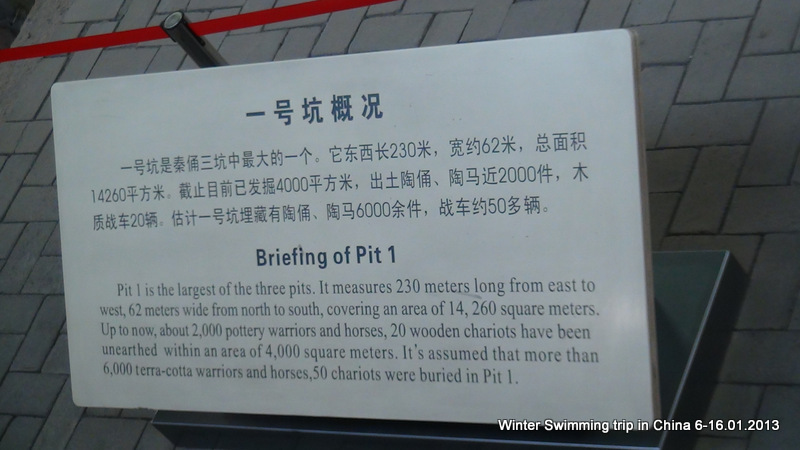 一号坑概况
一号坑是秦俑三坑中最大的一个。它东西长230米，宽约62米，总面积
14260平方米。截止目前已发掘4000平方米，出土陶俑、陶马近2000件，木
质战车20辆。估计一号坑埋藏有陶俑、陶马6000余件，战车约50多辆。
Briefing of Pit 1
Pit 1 is the largest of the three pits. It measures 230 meters long from east to
west, 62 meters wide from north to south, covering an area of 14, 260 square meters.
Up to now, about 2,000 pottery warriors and horses, 20 wooden chariots have been
unearthed within an area of 4,000 square meters. It's assumed that more than
6,000 terra-cotta warriors and horses,50 chariots were buried in Pit 1.
Winter Swimming trip in China 6-16.01.2013